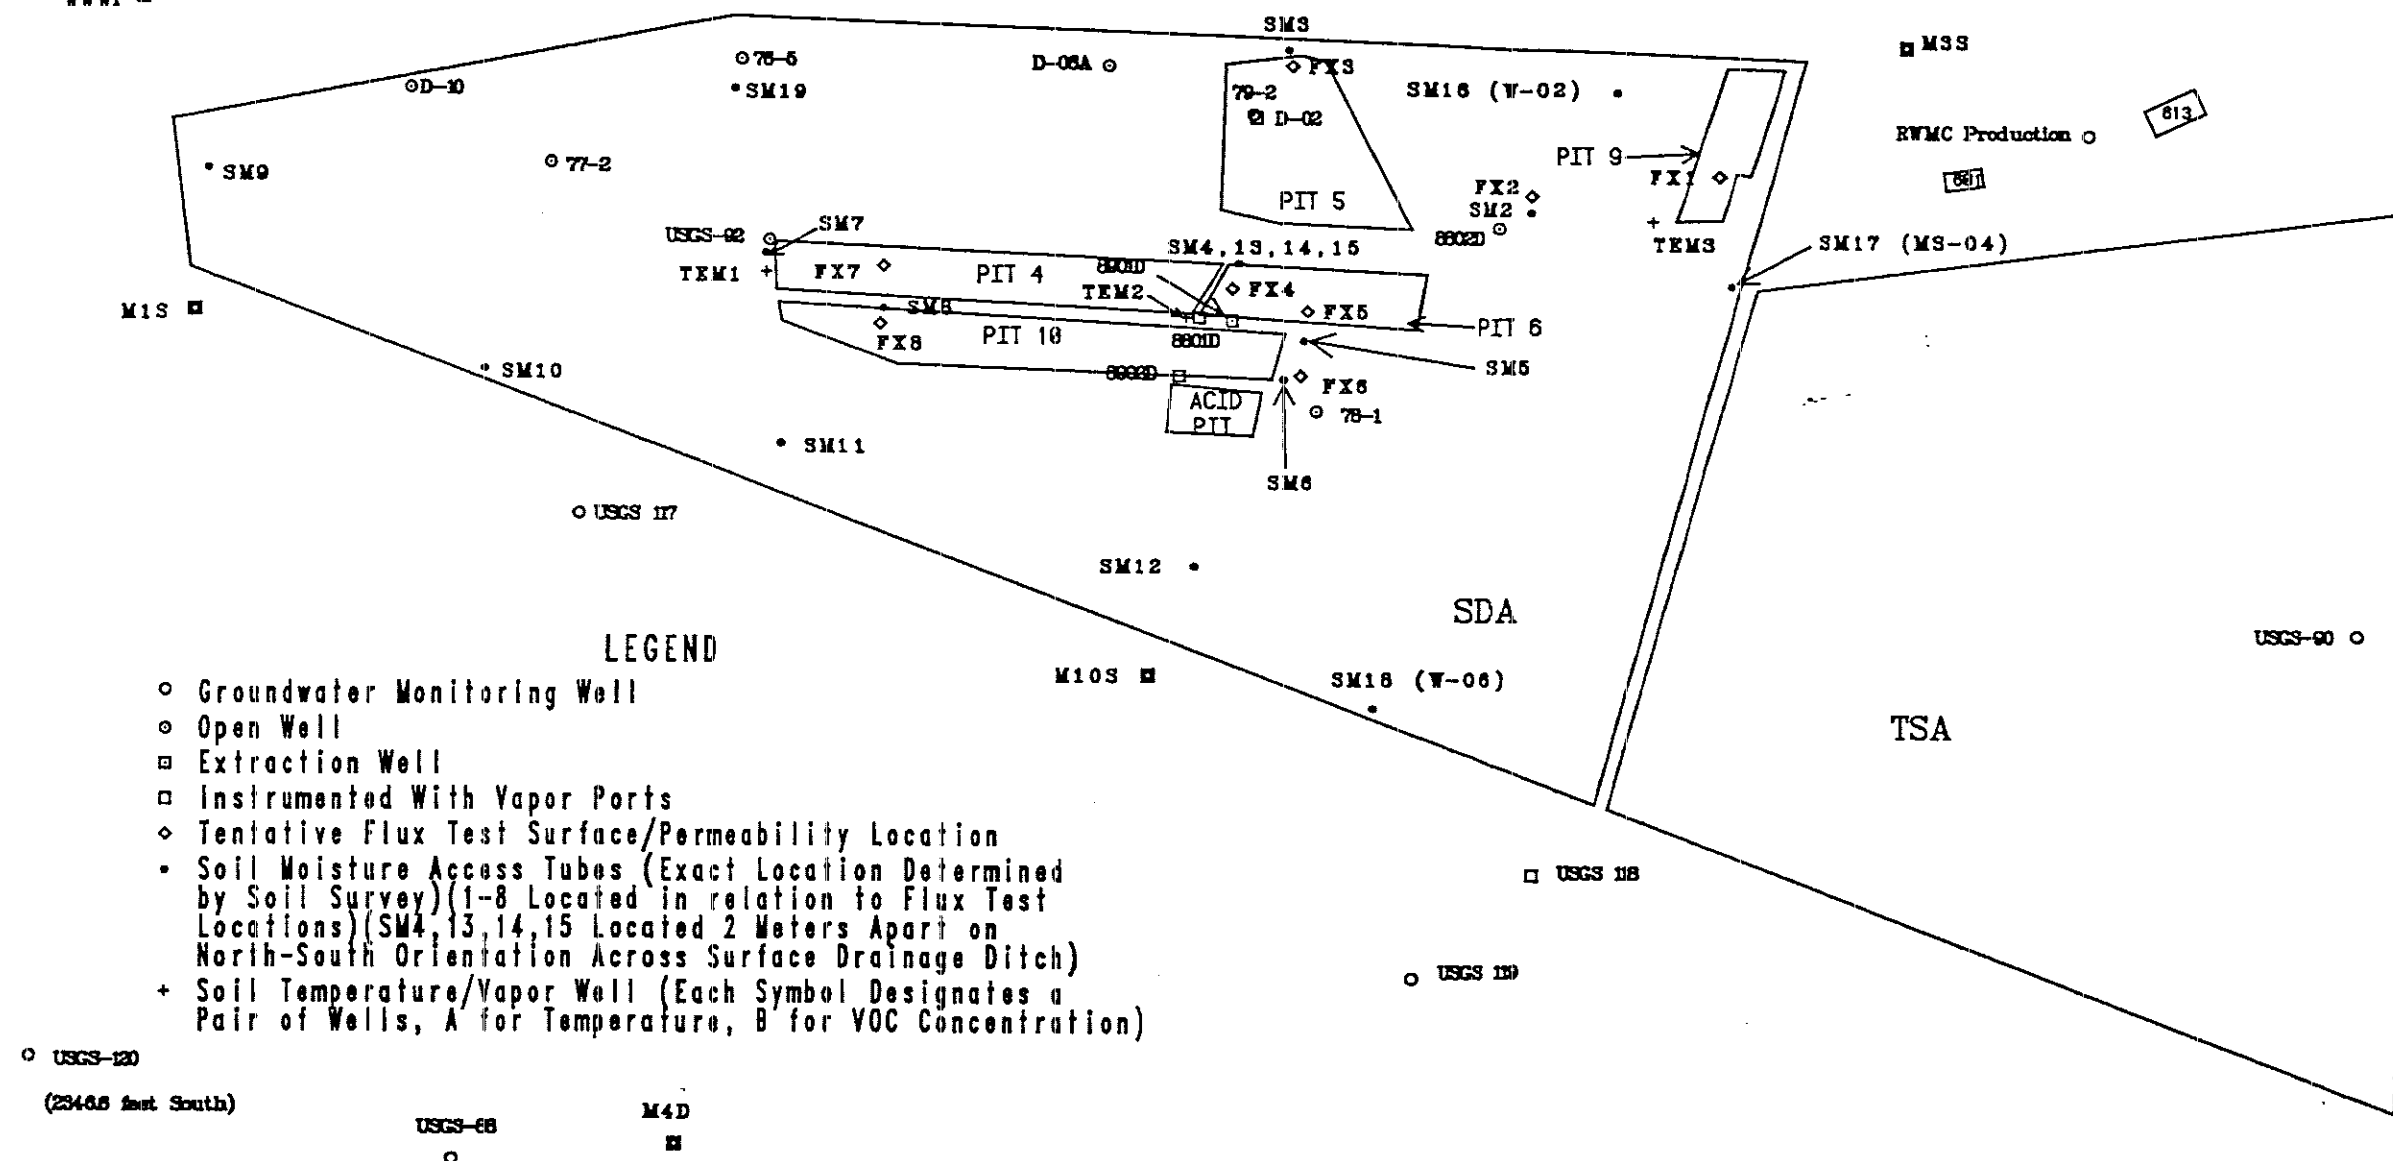 SM3
M3S
76-5
D-06A
FX3
D-10
SM19
79-2
SM16 (W-02)
D-02
613
RWMC Production
PIT 9
77-2
SM9
FX1
601
FX2
PIT 5
SM2
SM7
USGS-92
8802D
TEM3
SM17 (MS-04)
SM4,13,14,15
TEM1
FX7
PIT 4
8901D
TEM2
FX4
M1S
SM8
FX5
PIT 6
PIT 10
FX8
8801D
SM5
SM10
FX6
ACID
PIT
78-1
SM11
SM6
USGS 117
SM12
SDA
USGS-90
LEGEND
M10S
SM18 (W-06)
TSA
Groundwater Monitoring Well
Open Well
Extraction Well
Instrumented With Vapor Ports
Tentative Flux Test Surface/Permeability Location
Soil Moisture Access Tubes (Exact Location Determined
by Soil Survey)(1-8 Located in relation to Flux Test
Locations)(SM4,13,14,15 Located 2 Meters Apart on
North-South Orientation Across Surface Drainage Ditch)
Soil Temperature/Vapor Well (Each Symbol Designates a
Pair of Wells, A for Temperature, B for VOC Concentration)
USGS 118
USGS 119
USGS-120
(2346.6 feet South)
M4D